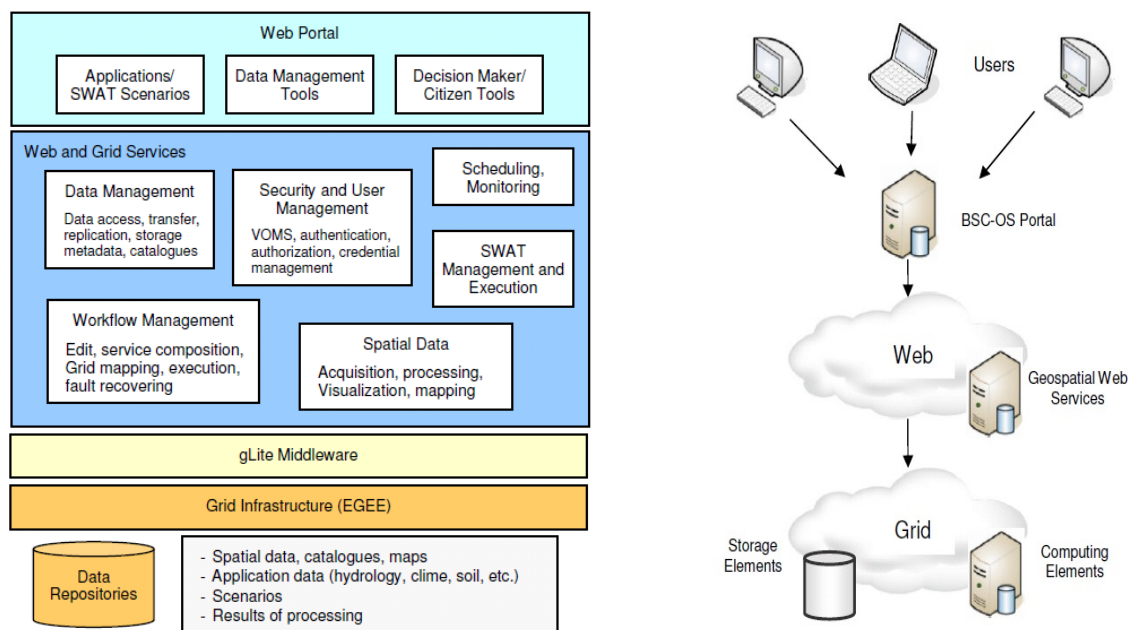 Web Portal
Applications/
SWAT Scenarios
Data Management
Tools
Decision Maker/
Citizen Tools
Web and Grid Services
Data Management
Data access, transfer,
replication, storage
metadata, catalogues
Security and User
Management
VOMS, authentication,
authorization, credential
management
Scheduling,
Monitoring
SWAT
Management and
Execution
Workflow Management
Edit, service composition,
Grid mapping, execution,
fault recovering
Spatial Data
Acquisition, processing,
Visualization, mapping
gLite Middleware
Grid Infrastructure (EGEE)
Data
Repositories
- Spatial data, catalogues, maps
- Application data (hydrology, clime, soil, etc.)
- Scenarios
- Results of processing
Users
BSC-OS Portal
Web
Geospatial Web
Services
Grid
Storage
Elements
Computing
Elements